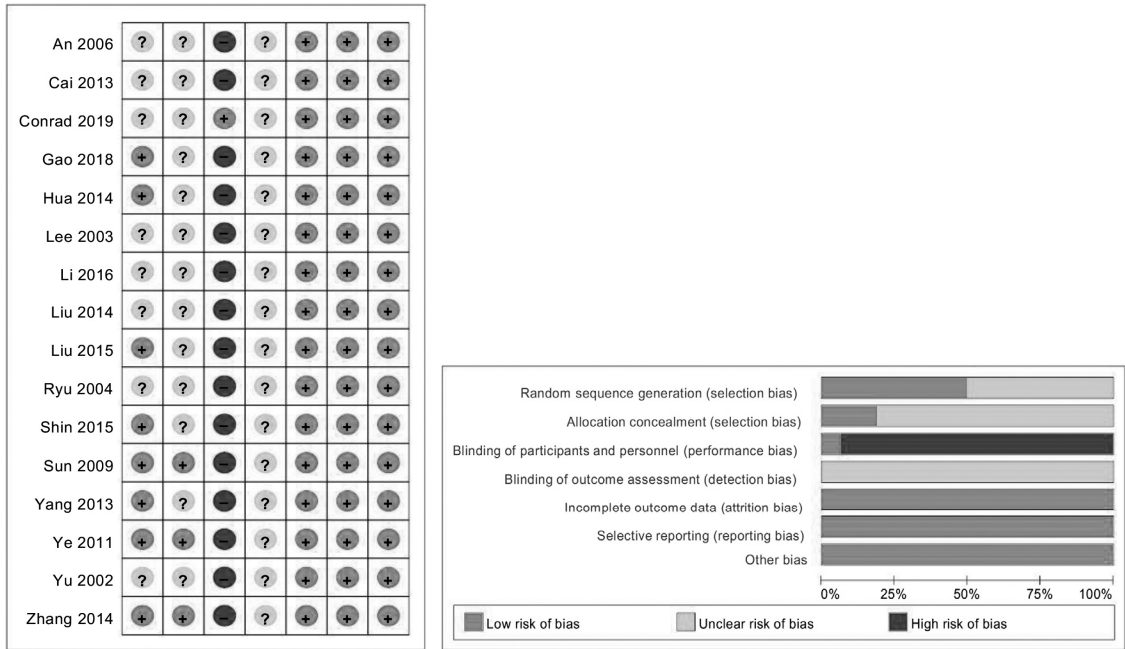 An 2006 ? ? − ? + + +
Cai 2013 ? ? − ? + + +
Conrad 2019 ? ? + ? + + +
Gao 2018 + ? − ? + + +
Hua 2014 + ? − ? + + +
Lee 2003 ? ? − ? + + +
Li 2016 ? ? − ? + + +
Liu 2014 ? ? − ? + + +
Liu 2015 + ? − ? + + +
Ryu 2004 ? ? − ? + + +
Shin 2015 + ? − ? + + +
Sun 2009 + + − ? + + +
Yang 2013 + ? − ? + + +
Ye 2011 + + − ? + + +
Yu 2002 ? ? − ? + + +
Zhang 2014 + + − ? + + +
Random sequence generation (selection bias)
Allocation concealment (selection bias)
Blinding of participants and personnel (performance bias)
Blinding of outcome assessment (detection bias)
Incomplete outcome data (attrition bias)
Selective reporting (reporting bias)
Other bias
0% 25% 50% 75% 100%
Low risk of bias Unclear risk of bias High risk of bias